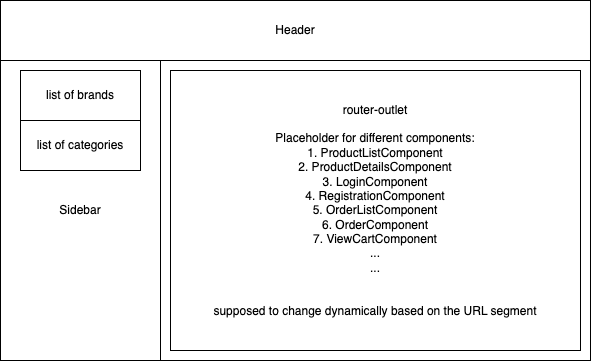 Header
list of brands
list of categories
Sidebar
router-outlet
Placeholder for different components:
1. ProductListComponent
2. ProductDetailsComponent
3. LoginComponent
4. RegistrationComponent
5. OrderListComponent
6. OrderComponent
7. ViewCartComponent
...
...
supposed to change dynamically based on the URL segment